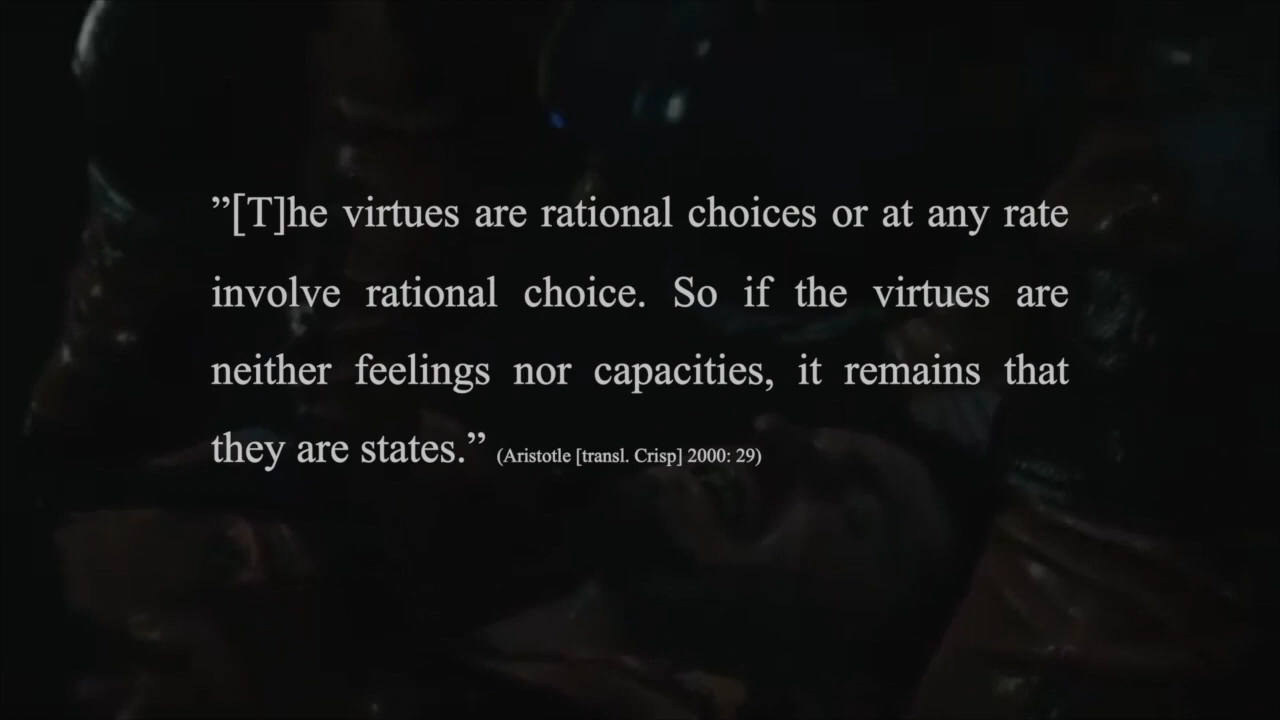 ”[T]he virtues are rational choices or at any rate
involve rational choice. So if the virtues are
neither feelings nor capacities, it remains that
they are states.” (Aristotle [transl. Crisp] 2000: 29)